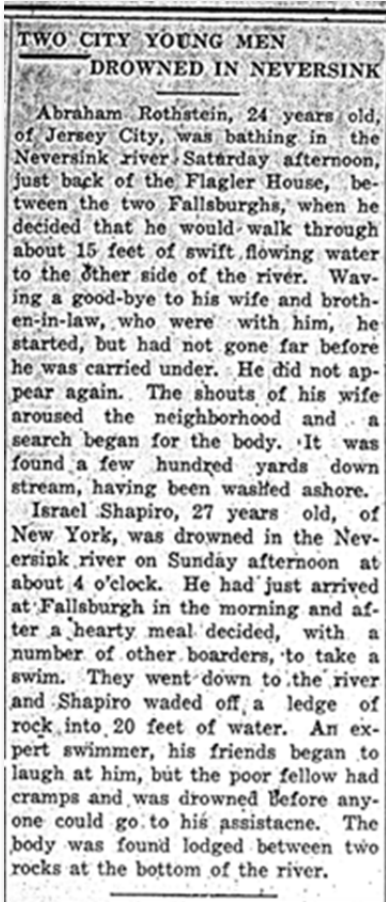 TWO CITY YOUNG MEN
DROWNED IN NEVERSINK
Abraham Rothstein, 24 years old,
of Jersey City, was bathing in the
Neversink river Saturday afternoon,
just back of the Flagler House, be-
tween the two Fallsburghs, when he
decided that he would walk through
about 15 feet of swift flowing water
to the other side of the river. Wav-
ing a good-bye to his wife and broth-
en-in-law, who were with him, he
started, but had not gone far before
he was carried under. He did not ap-
pear again. The shouts of his wife
aroused the neighborhood and a
search began for the body. It was
found a few hundred yards down
stream, having been washed ashore.
Israel Shapiro, 27 years old, of
New York, was drowned in the Nev-
ersink river on Sunday afternoon at
about 4 o'clock. He had just arrived
at Fallsburgh in the morning and af-
ter a hearty meal decided, with a
number of other boarders, to take a
swim. They went down to the river
and Shapiro waded off a ledge of
rock into 20 feet of water. An ex-
pert swimmer, his friends began to
laugh at him, but the poor fellow had
cramps and was drowned before any-
one could go to his assistacne. The
body was found lodged between two
rocks at the bottom of the river.